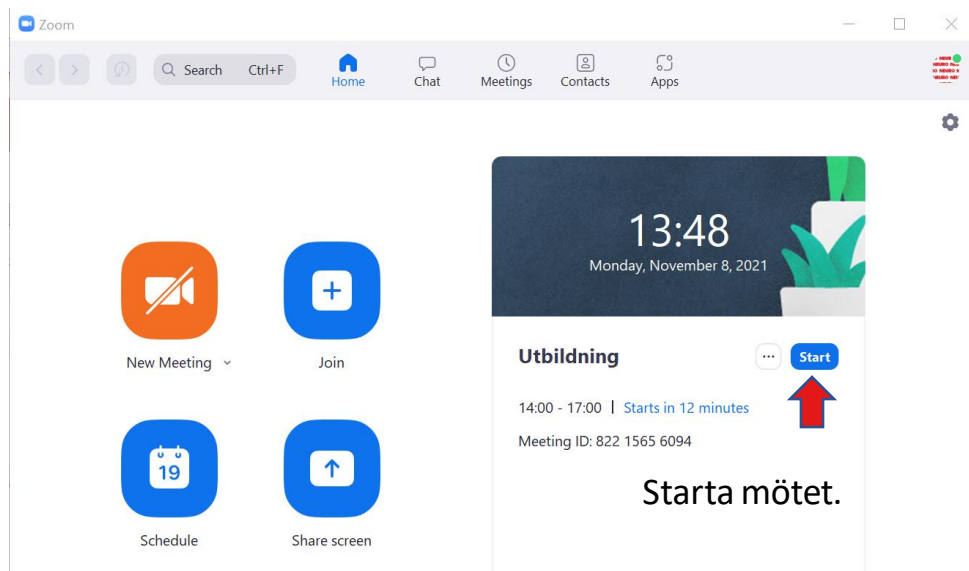 Zoom
Search Ctrl+F
Home
Chat
Meetings
Contacts
Apps
13:48
Monday, November 8, 2021
New Meeting
Join
Utbildning
Start
14:00 - 17:00 | Starts in 12 minutes
Meeting ID: 822 1565 6094
19
Starta mötet.
Schedule
Share screen